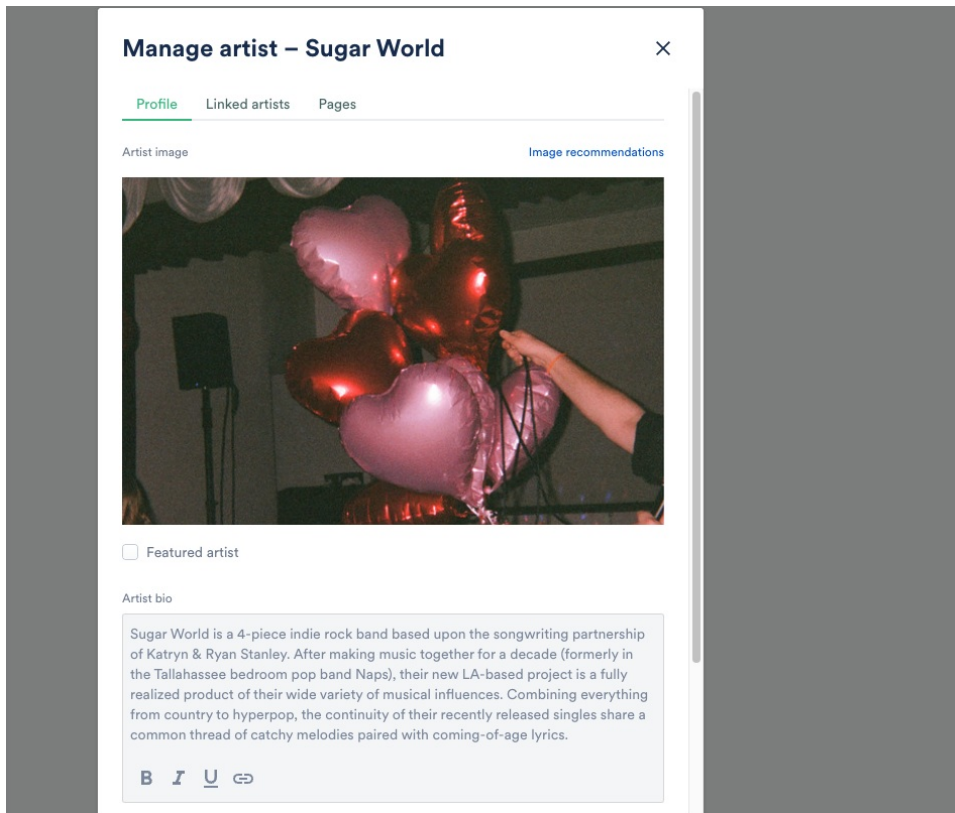 Manage artist – Sugar World
Profile Linked artists Pages
Artist image Image recommendations
Featured artist
Artist bio
Sugar World is a 4-piece indie rock band based upon the songwriting partnership
of Katryn & Ryan Stanley. After making music together for a decade (formerly in
the Tallahassee bedroom pop band Naps), their new LA-based project is a fully
realized product of their wide variety of musical influences. Combining everything
from country to hyperpop, the continuity of their recently released singles share a
common thread of catchy melodies paired with coming-of-age lyrics.
B I U